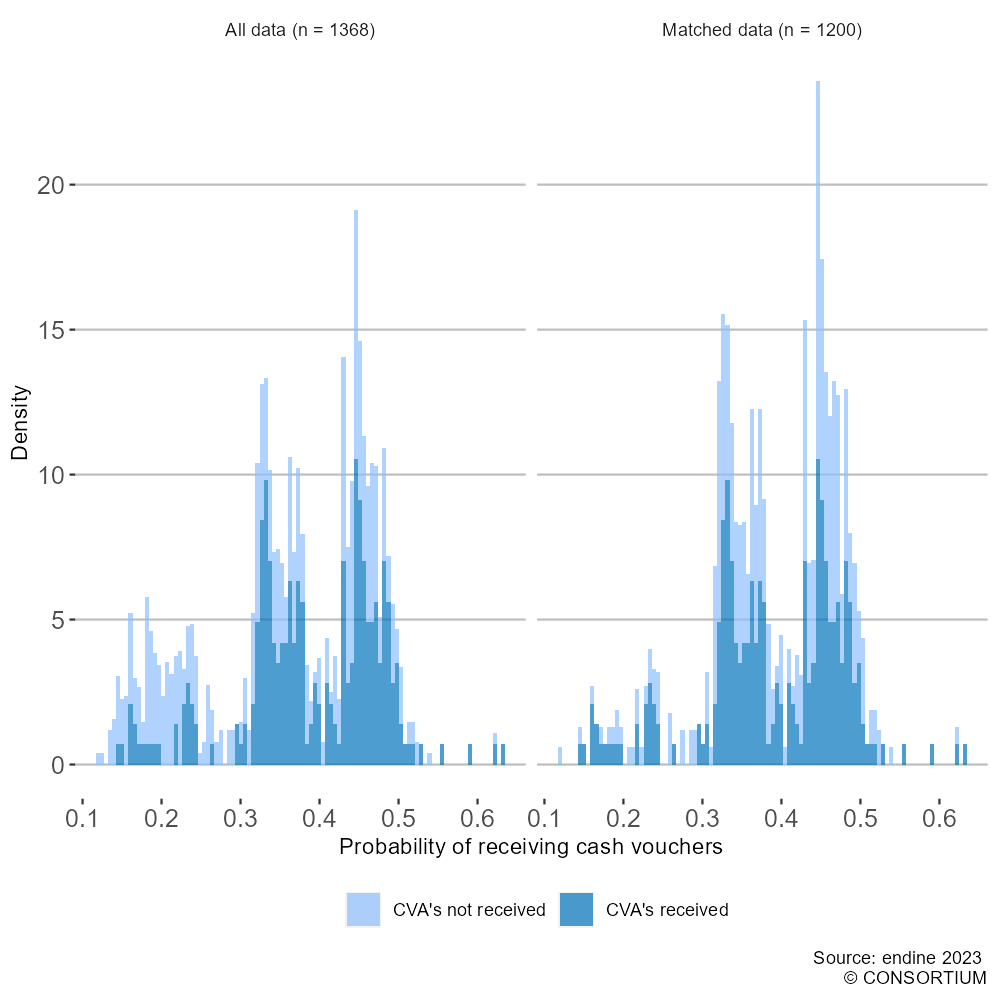 All data (n = 1368)
Matched data (n = 1200)
Density
20
15
10
5
0
0.1 0.2 0.3 0.4 0.5 0.6
0.1 0.2 0.3 0.4 0.5 0.6
Probability of receiving cash vouchers
CVA's not received
CVA's received
Source: endine 2023
© CONSORTIUM